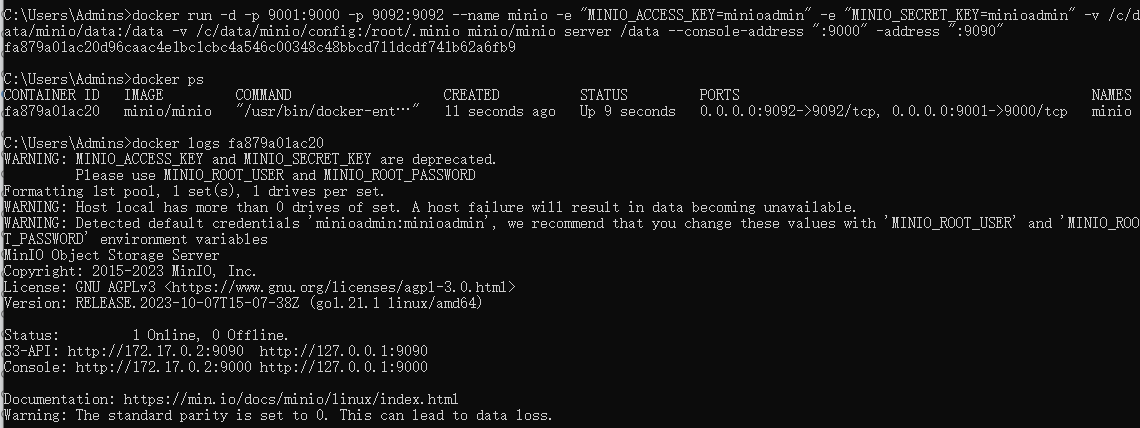 C:\Users\Admins>docker run -d -p 9001:9000 -p 9092:9092 --name minio -e "MINIO_ACCESS_KEY=minioadmin" -e "MINIO_SECRET_KEY=minioadmin" -v /c/d
ata/minio/data:/data -v /c/data/minio/config:/root/.minio minio/minio server /data --console-address ":9000" -address ":9090"
fa879a01ac20d96caac4e1bc1cbc4a546c00348c48bbcd711dcdf741b62a6fb9
C:\Users\Admins>docker ps
CONTAINER ID IMAGE COMMAND CREATED STATUS PORTS NAMES
fa879a01ac20 minio/minio "/usr/bin/docker-ent…" 11 seconds ago Up 9 seconds 0.0.0.0:9092->9092/tcp, 0.0.0.0:9001->9000/tcp minio
C:\Users\Admins>docker logs fa879a01ac20
WARNING: MINIO_ACCESS_KEY and MINIO_SECRET_KEY are deprecated.
Please use MINIO_ROOT_USER and MINIO_ROOT_PASSWORD
Formatting 1st pool, 1 set(s), 1 drives per set.
WARNING: Host local has more than 0 drives of set. A host failure will result in data becoming unavailable.
WARNING: Detected default credentials 'minioadmin:minioadmin', we recommend that you change these values with 'MINIO_ROOT_USER' and 'MINIO_ROO
T_PASSWORD' environment variables
MinIO Object Storage Server
Copyright: 2015-2023 MinIO, Inc.
License: GNU AGPLv3 <https://www.gnu.org/licenses/agpl-3.0.html>
Version: RELEASE.2023-10-07T15-07-38Z (go1.21.1 linux/amd64)
Status: 1 Online, 0 Offline.
S3-API: http://172.17.0.2:9090 http://127.0.0.1:9090
Console: http://172.17.0.2:9000 http://127.0.0.1:9000
Documentation: https://min.io/docs/minio/linux/index.html
Warning: The standard parity is set to 0. This can lead to data loss.